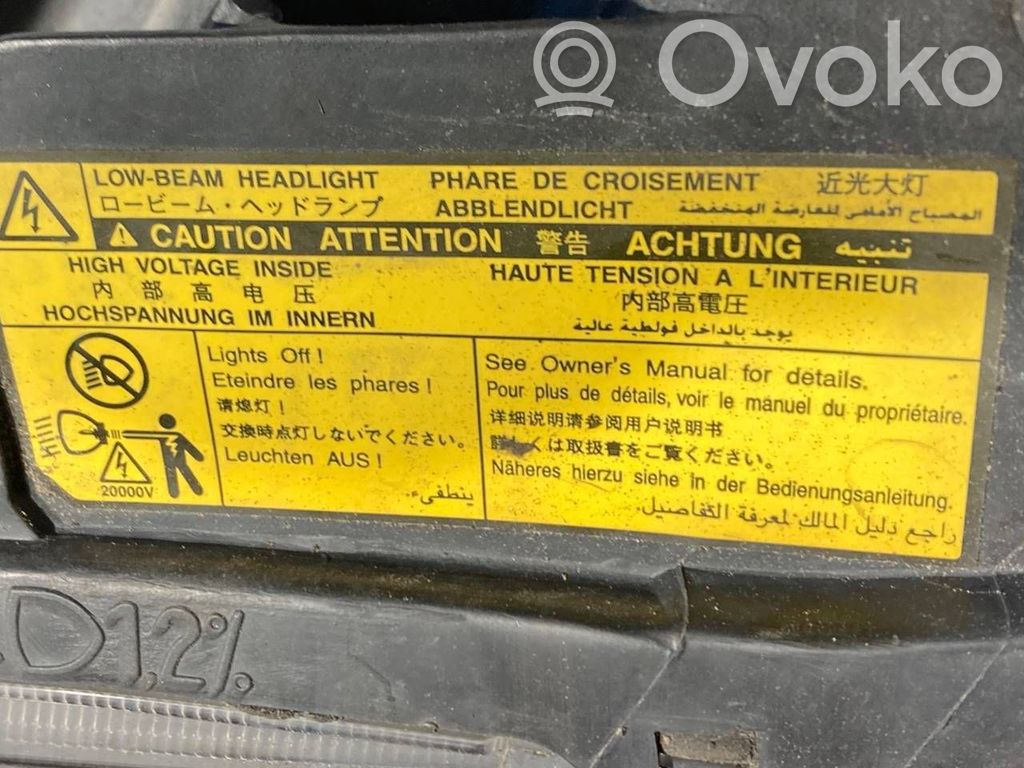 Ovoko
LOW-BEAM HEADLIGHT PHARE DE CROISEMENT 近光大灯
ロービーム・ヘッドランプ ABBLENDLICHT المصباح الأمامي للعارضة المنخفضة
CAUTION ATTENTION 警告 ACHTUNG تنبيه
HIGH VOLTAGE INSIDE HAUTE TENSION A L'INTERIEUR
内部高电压 内部高電圧
HOCHSPANNUNG IM INNERN يوجد بالداخل فولطية عالية
Lights Off !
Eteindre les phares !
请熄灯！
交換時点灯しないでください。
Leuchten AUS !
ينطفىء
20000V
See Owner's Manual for details.
Pour plus de détails, voir le manuel du propriétaire.
详细说明请参阅用户说明书
詳しくは取扱書をご覧ください。
Näheres hierzu siehe in der Bedienungsanleitung.
راجع دليل المالك لمعرفة التفاصيل.
D1,2%